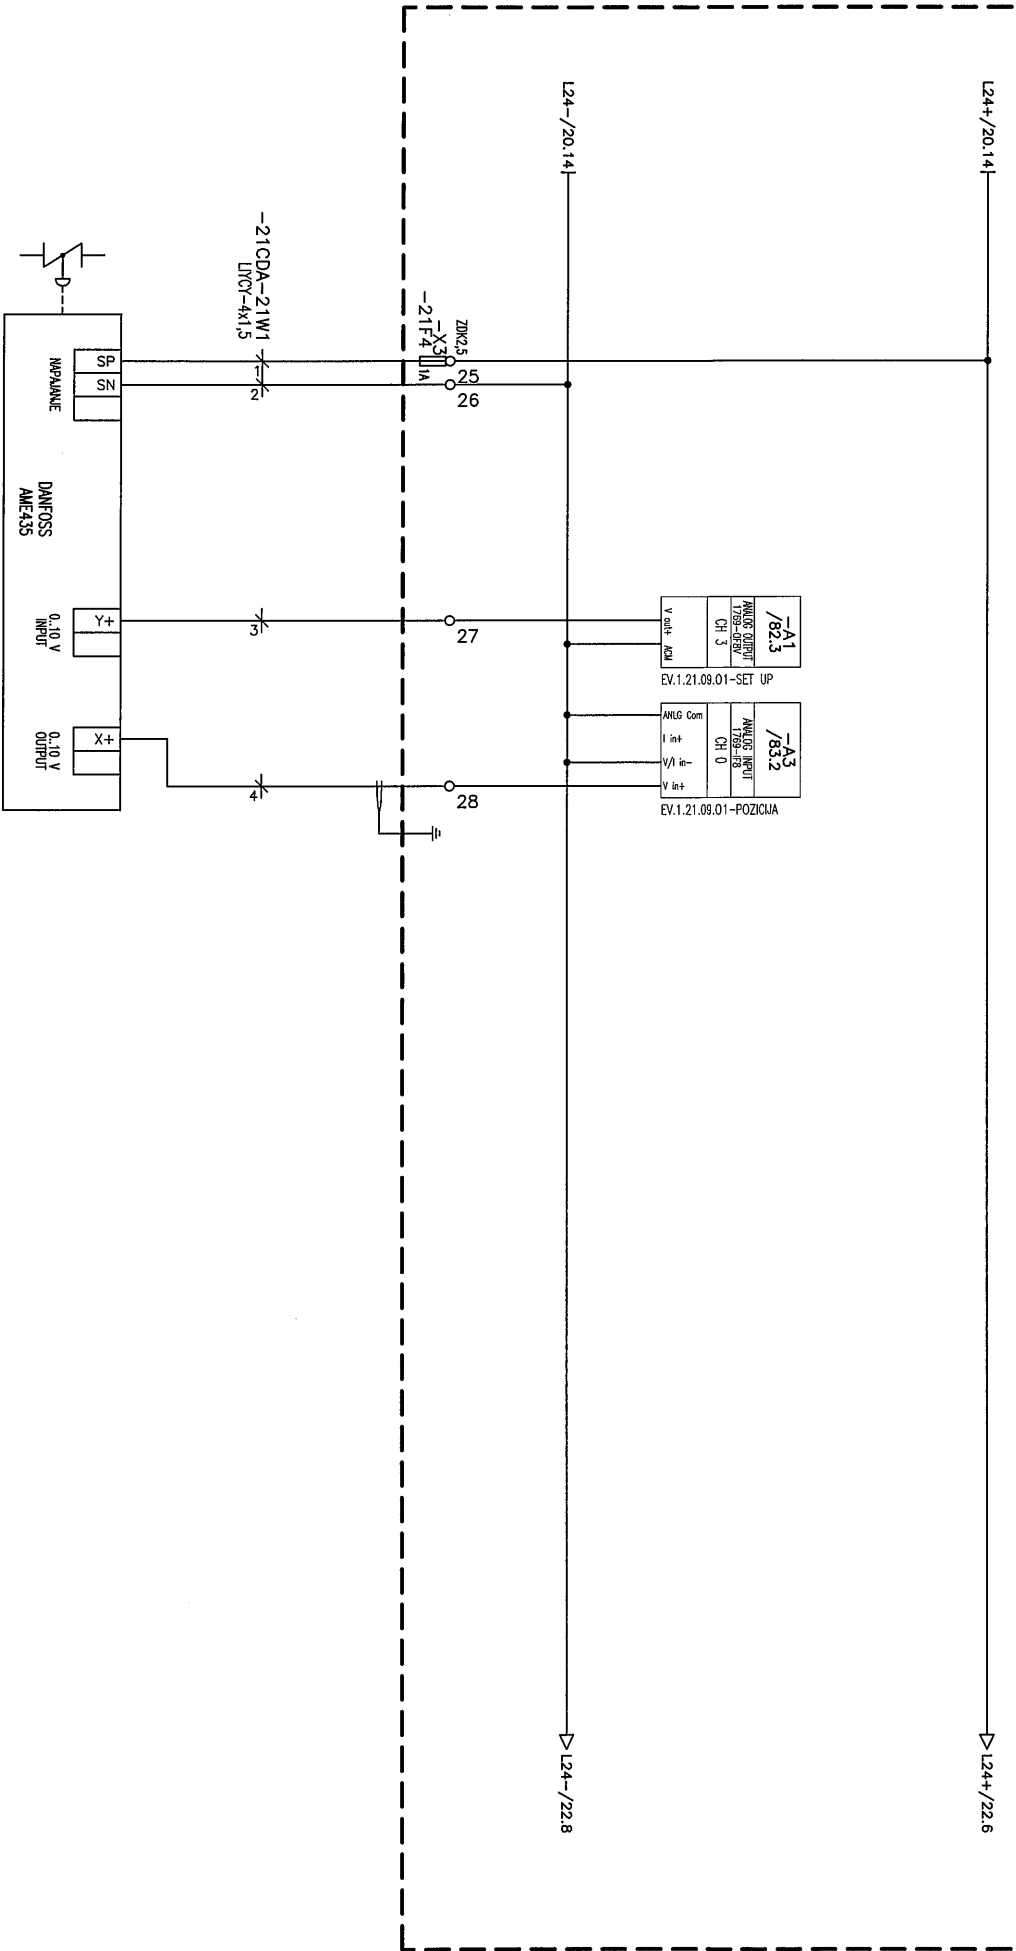 L24+/20.14
L24+/22.6
-A1
/82.3
ANALOG OUTPUT
1769-OF8V
CH 3
V out+
ACM
EV.1.21.09.01-SET UP
-A3
/83.2
ANALOG INPUT
1769-IF8
CH 0
ANLG Com
I in+
V/I in-
V in+
EV.1.21.09.01-POZICIJA
L24-/20.14
L24-/22.8
ZDK2,5
-X3
-21F4
1A
25
26
27
28
-21CDA-21W1
LIYCY-4x1,5
1
2
3
4
SP
SN
NAPAJANJE
Y+
0..10 V
INPUT
X+
0..10 V
OUTPUT
DANFOSS
AME435